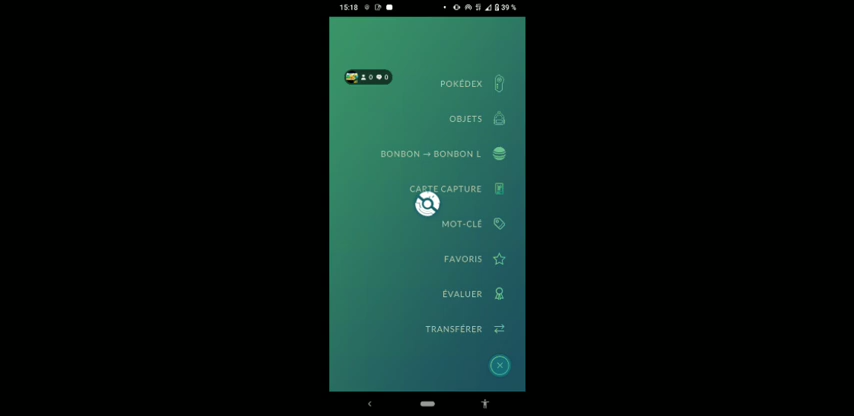 15:18
39 %
0 0
POKÉDEX
OBJETS
BONBON → BONBON L
CARTE CAPTURE
MOT-CLÉ
FAVORIS
ÉVALUER
TRANSFÉRER